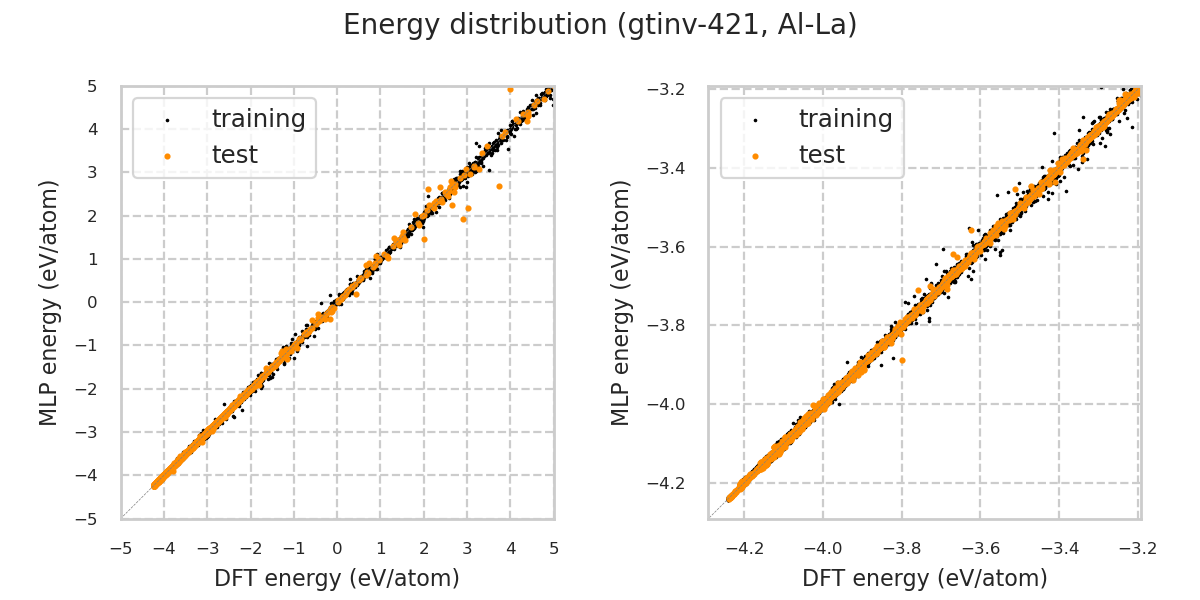 Energy distribution (gtinv-421, Al-La)
MLP energy (eV/atom)
5
4
3
2
1
0
−1
−2
−3
−4
−5
training
test
−5 −4 −3 −2 −1 0 1 2 3 4 5
DFT energy (eV/atom)
MLP energy (eV/atom)
−3.2
−3.4
−3.6
−3.8
−4.0
−4.2
training
test
−4.2 −4.0 −3.8 −3.6 −3.4 −3.2
DFT energy (eV/atom)